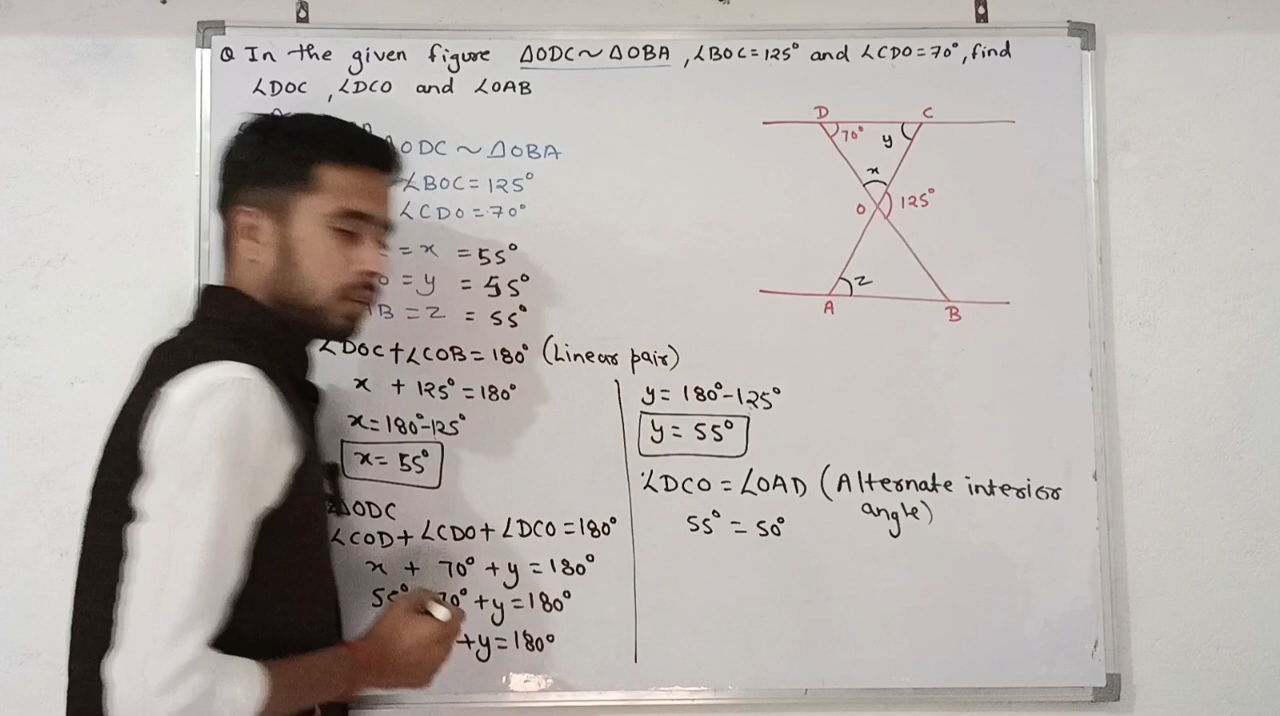 Q In the given figure ΔODC ~ ΔOBA , ∠BOC = 125° and ∠CDO = 70°, find
∠DOC , ∠DCO and ∠OAB
ΔODC ~ ΔOBA
∠BOC = 125°
∠CDO = 70°
= x = 55°
= y = 55°
B = z = 55°
∠DOC + ∠COB = 180° (Linear pair)
x + 125° = 180°
x = 180° - 125°
x = 55°
ΔODC
∠COD + ∠CDO + ∠DCO = 180°
x + 70° + y = 180°
55° 70° + y = 180°
+ y = 180°
y = 180° - 125°
y = 55°
∠DCO = ∠OAD (Alternate interior
angle)
55° = 50°
D C
70° y
x
O 125°
z
A B